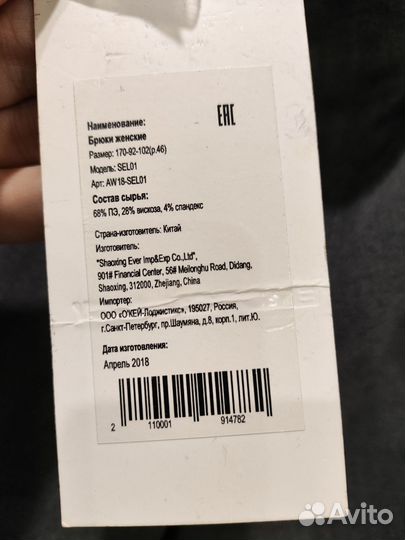 EAC
Наименование:
Брюки женские
Размер: 170-92-102(р.46)
Модель: SEL01
Арт: AW18-SEL01
Состав сырья:
68% ПЭ, 28% вискоза, 4% спандекс
Страна-изготовитель: Китай
Изготовитель:
"Shaoxing Ever Imp&Exp Co.,Ltd",
901# Financial Center, 56# Meilonghu Road, Didang,
Shaoxing, 312000, Zhejiang, China
Импортер:
ООО «О'КЕЙ-Лоджистикс», 195027, Россия,
г.Санкт-Петербург, пр.Шаумяна, д.8, корп.1, лит.Ю.
Дата изготовления:
Апрель 2018
2 110001 914782
Avito